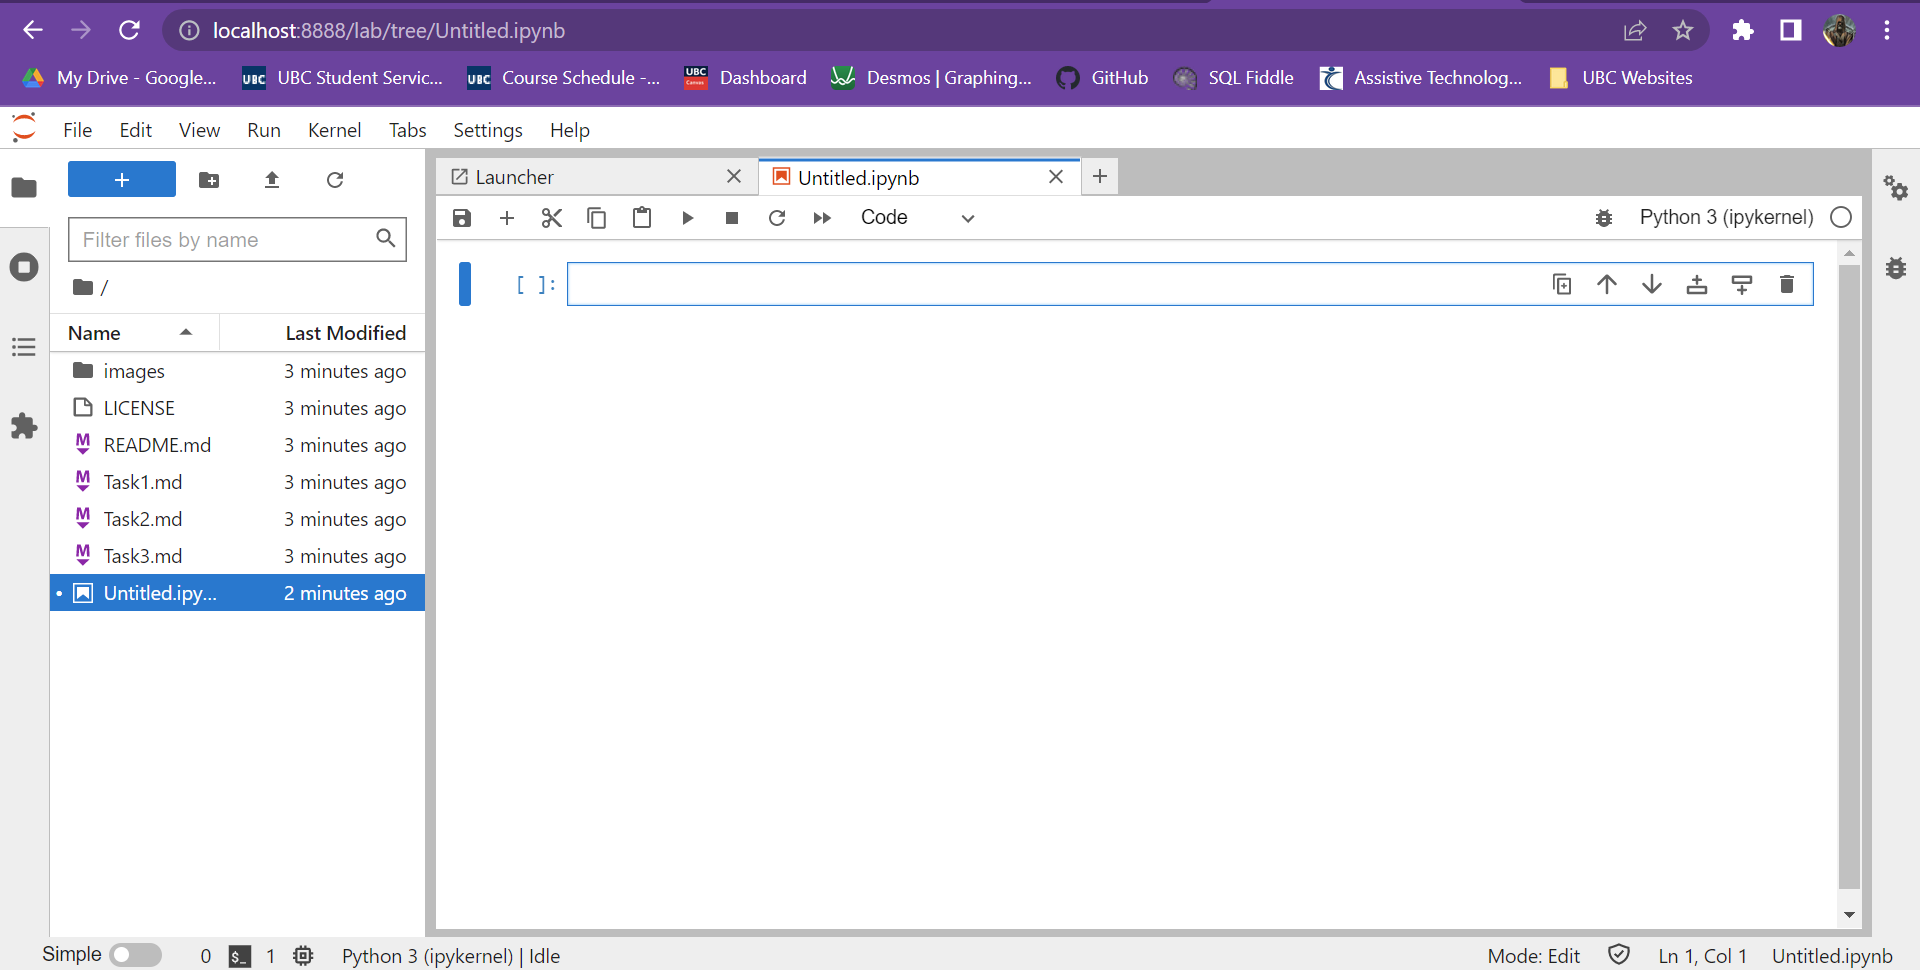 localhost:8888/lab/tree/Untitled.ipynb
My Drive - Google... UBC UBC Student Servic... UBC Course Schedule -... UBC Canvas Dashboard Desmos | Graphing... GitHub SQL Fiddle Assistive Technolog... UBC Websites
File Edit View Run Kernel Tabs Settings Help
+
Launcher Untitled.ipynb +
Code Python 3 (ipykernel)
Filter files by name
/
[ ]:
Name Last Modified
images 3 minutes ago
LICENSE 3 minutes ago
M README.md 3 minutes ago
M Task1.md 3 minutes ago
M Task2.md 3 minutes ago
M Task3.md 3 minutes ago
• Untitled.ipy... 2 minutes ago
Simple 0 $_ 1 Python 3 (ipykernel) | Idle Mode: Edit Ln 1, Col 1 Untitled.ipynb